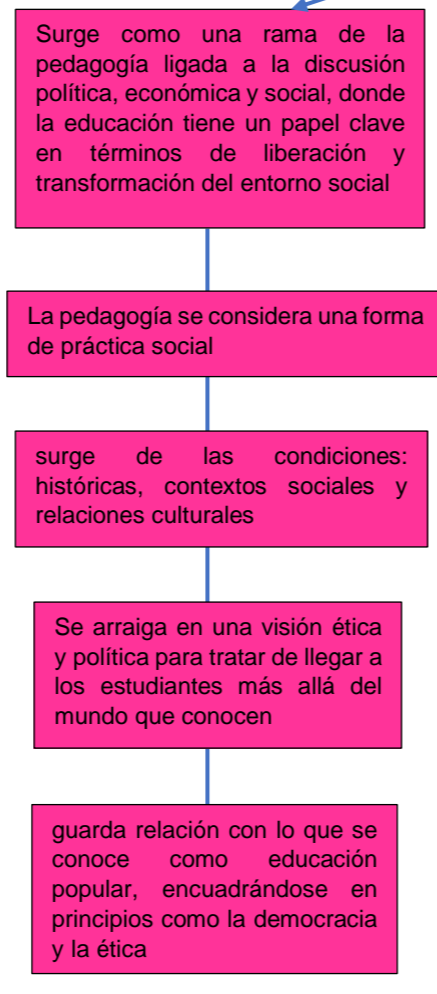 Surge como una rama de la
pedagogía ligada a la discusión
política, económica y social, donde
la educación tiene un papel clave
en términos de liberación y
transformación del entorno social
La pedagogía se considera una forma
de práctica social
surge de las condiciones:
históricas, contextos sociales y
relaciones culturales
Se arraiga en una visión ética
y política para tratar de llegar a
los estudiantes más allá del
mundo que conocen
guarda relación con lo que se
conoce como educación
popular, encuadrándose en
principios como la democracia
y la ética